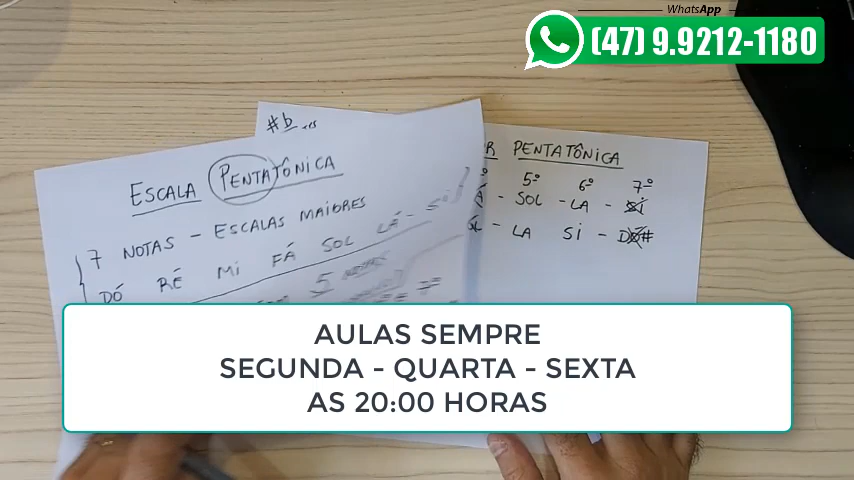 WhatsApp
(47) 9.9212-1180
#b
ESCALA PENTATÔNICA
7 NOTAS - ESCALAS MAIORES
DÓ RÉ Mi FÁ SOL LÁ - Si
5 NOTAS
PENTATÔNICA
5º 6º 7º
- SOL - LA - Si
- LA Si - DO#
AULAS SEMPRE
SEGUNDA - QUARTA - SEXTA
AS 20:00 HORAS